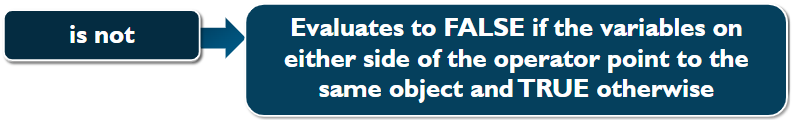 is not
Evaluates to FALSE if the variables on
either side of the operator point to the
same object and TRUE otherwise